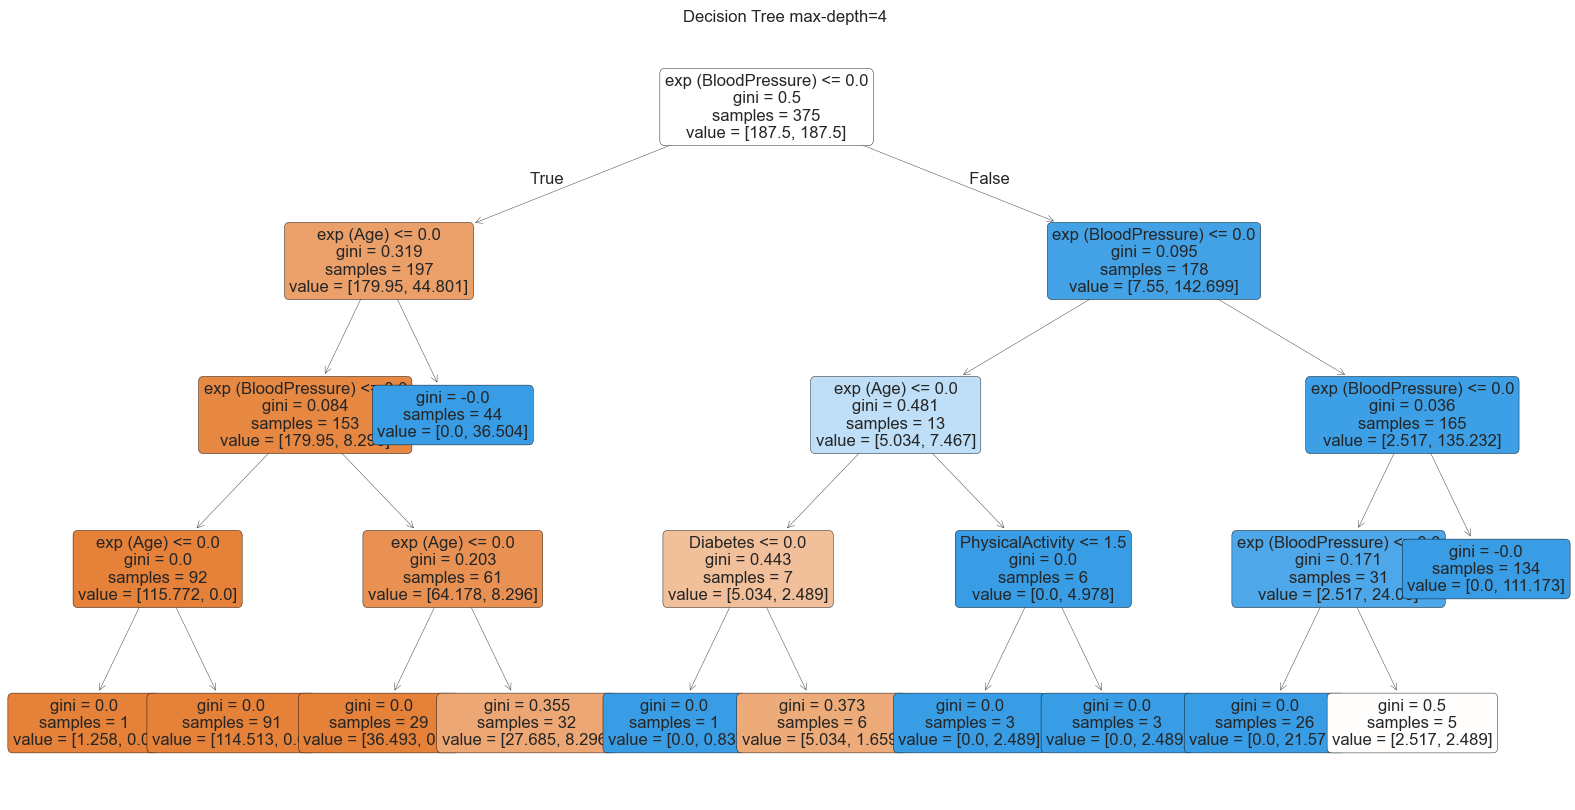 Decision Tree max-depth=4
exp (BloodPressure) <= 0.0
gini = 0.5
samples = 375
value = [187.5, 187.5]
True
False
exp (Age) <= 0.0
gini = 0.319
samples = 197
value = [179.95, 44.801]
exp (BloodPressure) <= 0.0
gini = 0.095
samples = 178
value = [7.55, 142.699]
exp (BloodPressure) <= 0.0
gini = 0.084
samples = 153
value = [179.95, 8.29
gini = -0.0
samples = 44
value = [0.0, 36.504]
exp (Age) <= 0.0
gini = 0.481
samples = 13
value = [5.034, 7.467]
exp (BloodPressure) <= 0.0
gini = 0.036
samples = 165
value = [2.517, 135.232]
exp (Age) <= 0.0
gini = 0.0
samples = 92
value = [115.772, 0.0]
exp (Age) <= 0.0
gini = 0.203
samples = 61
value = [64.178, 8.296]
Diabetes <= 0.0
gini = 0.443
samples = 7
value = [5.034, 2.489]
PhysicalActivity <= 1.5
gini = 0.0
samples = 6
value = [0.0, 4.978]
exp (BloodPressure) <= 0.0
gini = 0.171
samples = 31
value = [2.517, 24.0
gini = -0.0
samples = 134
value = [0.0, 111.173]
gini = 0.0
samples = 1
value = [1.258, 0.0
gini = 0.0
samples = 91
value = [114.513, 0.
gini = 0.0
samples = 29
value = [36.493, 0.
gini = 0.355
samples = 32
value = [27.685, 8.296
gini = 0.0
samples = 1
value = [0.0, 0.83
gini = 0.373
samples = 6
value = [5.034, 1.659
gini = 0.0
samples = 3
value = [0.0, 2.489]
gini = 0.0
samples = 3
value = [0.0, 2.489
gini = 0.0
samples = 26
value = [0.0, 21.57
gini = 0.5
samples = 5
value = [2.517, 2.489]